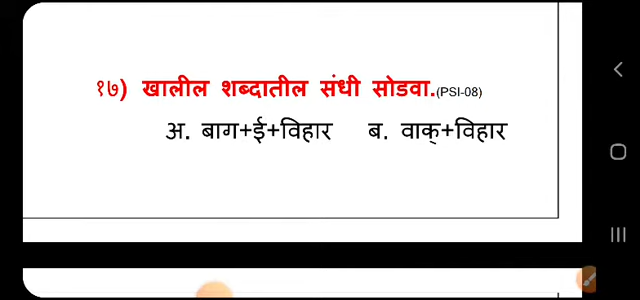 १७) खालील शब्दातील संधी सोडवा.(PSI-08)
अ. बाग+ई+विहार ब. वाक्+विहार